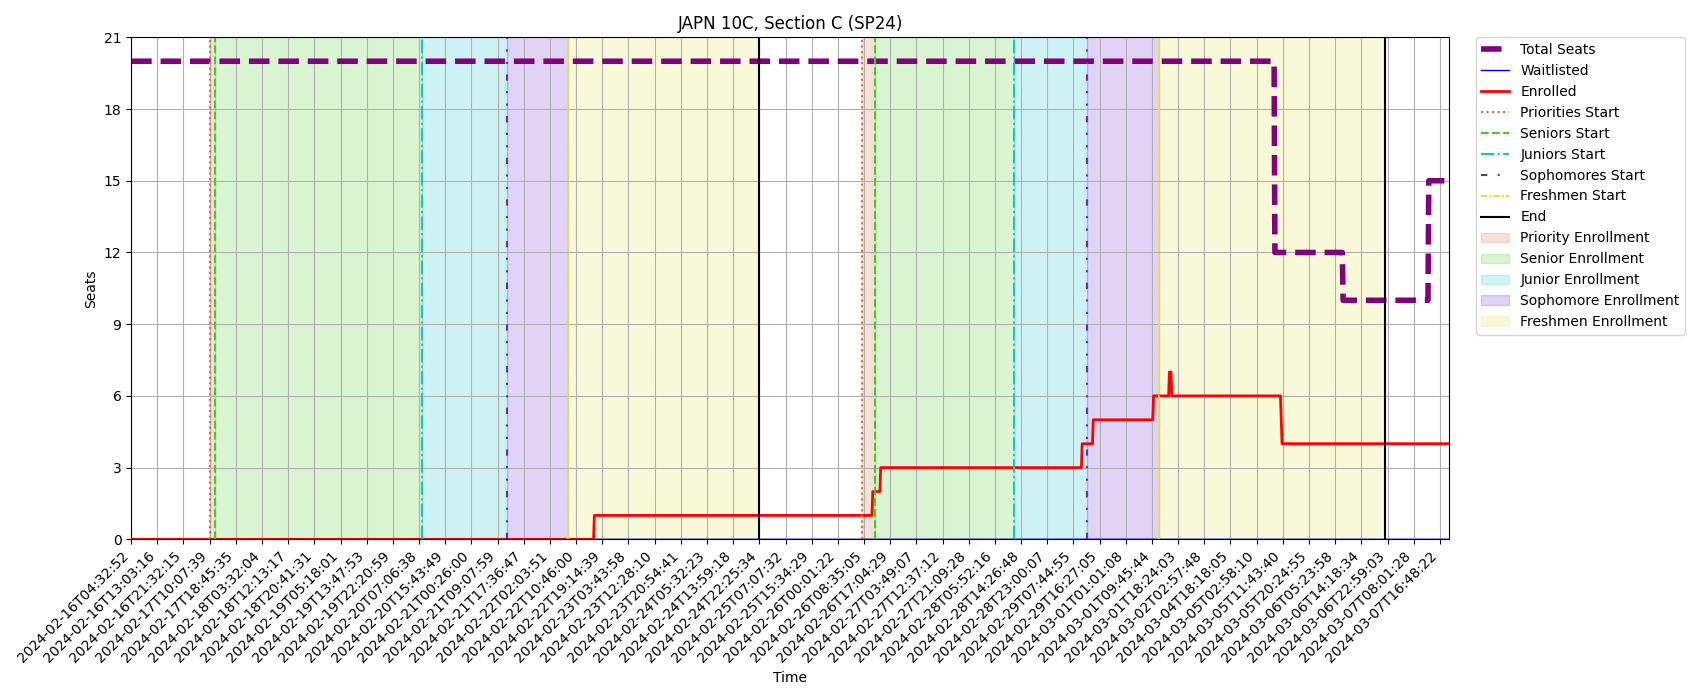 JAPN 10C, Section C (SP24)
21
18
15
12
9
6
3
0
Seats
2024-02-16T04:32:52
2024-02-16T13:03:16
2024-02-16T21:32:15
2024-02-17T10:07:39
2024-02-17T18:45:35
2024-02-18T03:32:04
2024-02-18T12:13:17
2024-02-18T20:41:31
2024-02-19T05:18:01
2024-02-19T13:47:53
2024-02-19T22:20:59
2024-02-20T07:06:38
2024-02-20T15:43:49
2024-02-21T00:26:00
2024-02-21T09:07:59
2024-02-21T17:36:47
2024-02-22T02:03:51
2024-02-22T10:46:00
2024-02-22T19:14:39
2024-02-23T03:43:58
2024-02-23T12:28:10
2024-02-23T20:54:41
2024-02-24T05:32:23
2024-02-24T13:59:18
2024-02-24T22:25:34
2024-02-25T07:07:32
2024-02-25T15:34:29
2024-02-26T00:01:22
2024-02-26T08:35:05
2024-02-26T17:04:29
2024-02-27T03:49:07
2024-02-27T12:37:12
2024-02-27T21:09:28
2024-02-28T05:52:16
2024-02-28T14:26:48
2024-02-28T23:00:07
2024-02-29T07:44:55
2024-02-29T16:27:05
2024-03-01T01:01:08
2024-03-01T09:45:44
2024-03-01T18:24:03
2024-03-02T02:57:48
2024-03-04T18:18:05
2024-03-05T02:58:10
2024-03-05T11:43:40
2024-03-05T20:24:55
2024-03-06T05:23:58
2024-03-06T14:18:34
2024-03-06T22:59:03
2024-03-07T08:01:28
2024-03-07T16:48:22
Time
Total Seats
Waitlisted
Enrolled
Priorities Start
Seniors Start
Juniors Start
Sophomores Start
Freshmen Start
End
Priority Enrollment
Senior Enrollment
Junior Enrollment
Sophomore Enrollment
Freshmen Enrollment